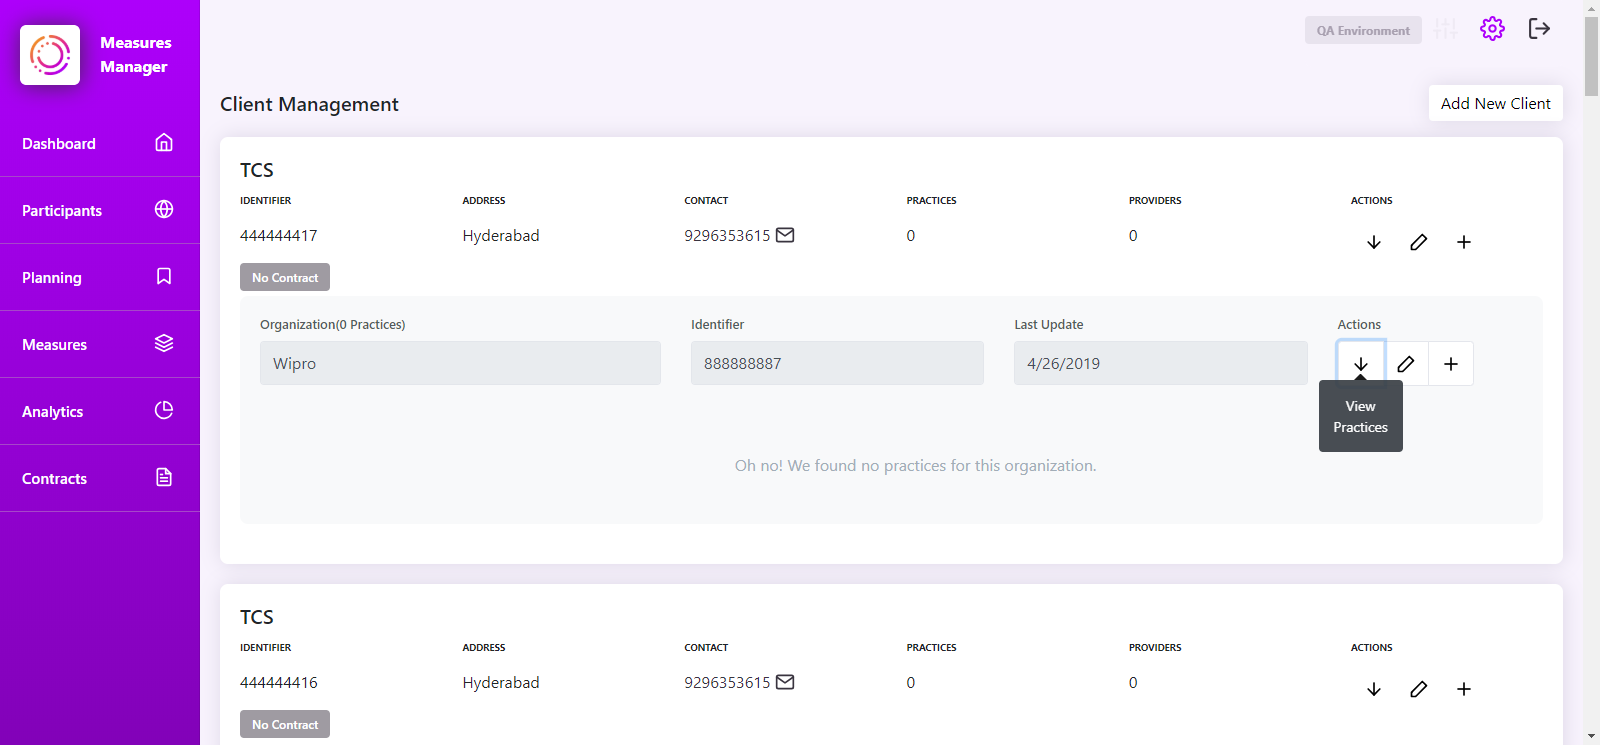 Measures
Manager
QA Environment
Dashboard
Participants
Planning
Measures
Analytics
Contracts
Client Management
Add New Client
TCS
IDENTIFIER ADDRESS CONTACT PRACTICES PROVIDERS ACTIONS
444444417 Hyderabad 9296353615 0 0
No Contract
Organization(0 Practices) Identifier Last Update Actions
Wipro 888888887 4/26/2019
View
Practices
Oh no! We found no practices for this organization.
TCS
IDENTIFIER ADDRESS CONTACT PRACTICES PROVIDERS ACTIONS
444444416 Hyderabad 9296353615 0 0
No Contract